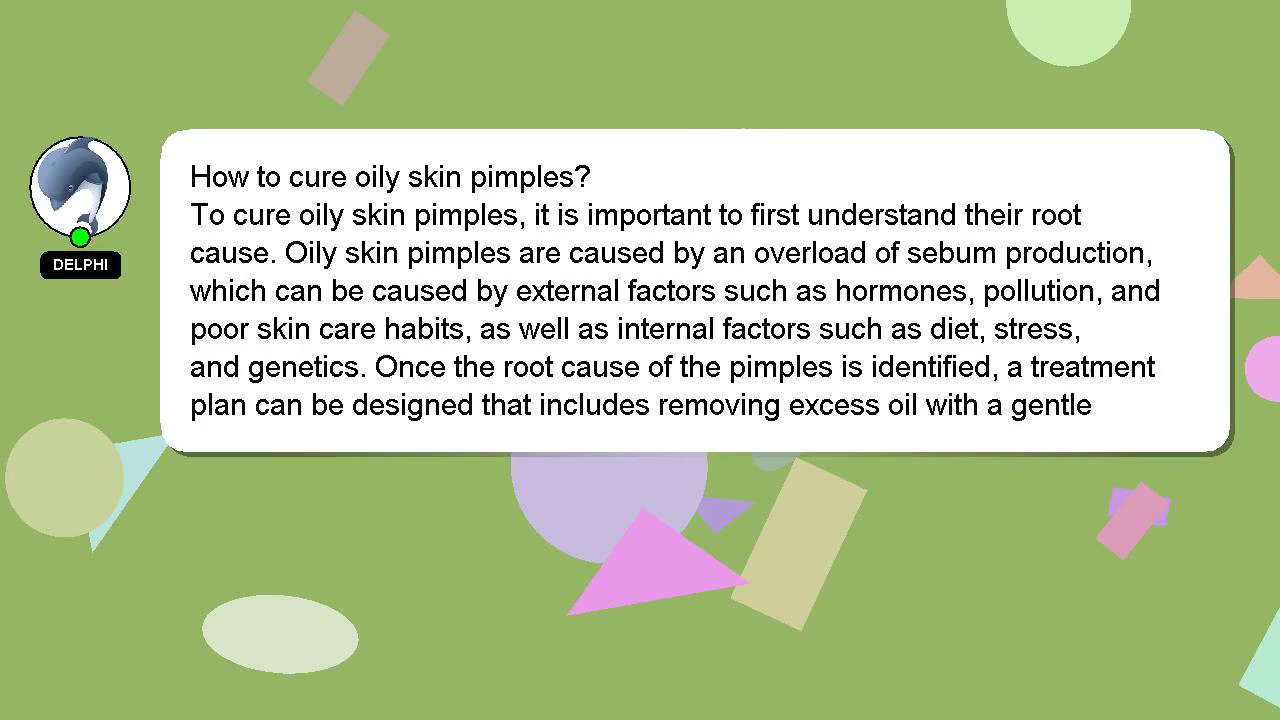 How to cure oily skin pimples?
To cure oily skin pimples, it is important to first understand their root
cause. Oily skin pimples are caused by an overload of sebum production,
which can be caused by external factors such as hormones, pollution, and
poor skin care habits, as well as internal factors such as diet, stress,
and genetics. Once the root cause of the pimples is identified, a treatment
plan can be designed that includes removing excess oil with a gentle
DELPHI